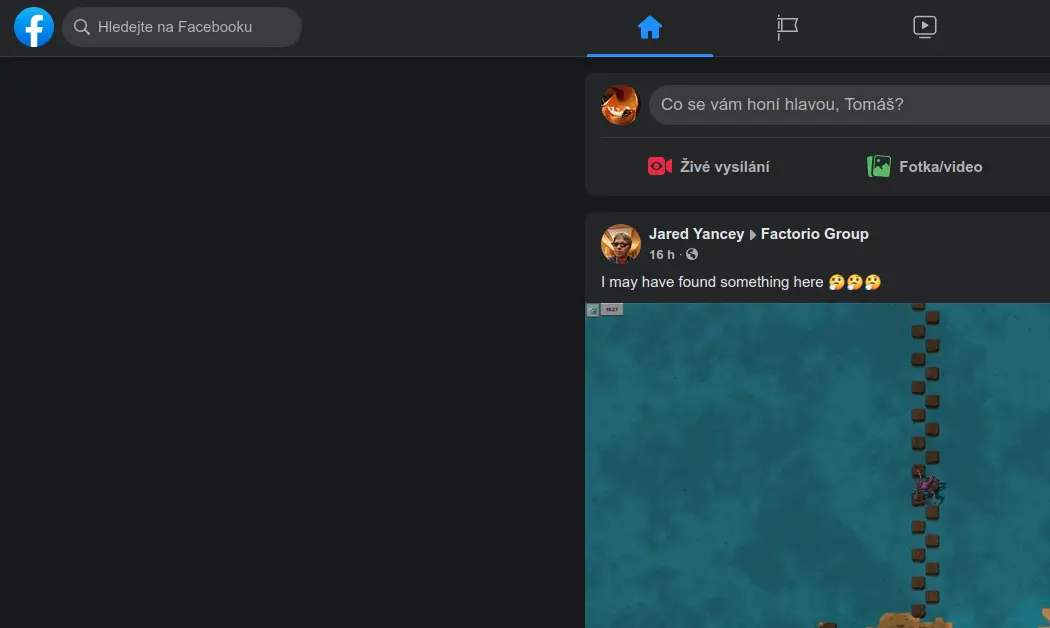 Hledejte na Facebooku
Co se vám honí hlavou, Tomáš?
Živé vysílání
Fotka/video
Jared Yancey Factorio Group
16 h ·
I may have found something here 🤔🤔🤔